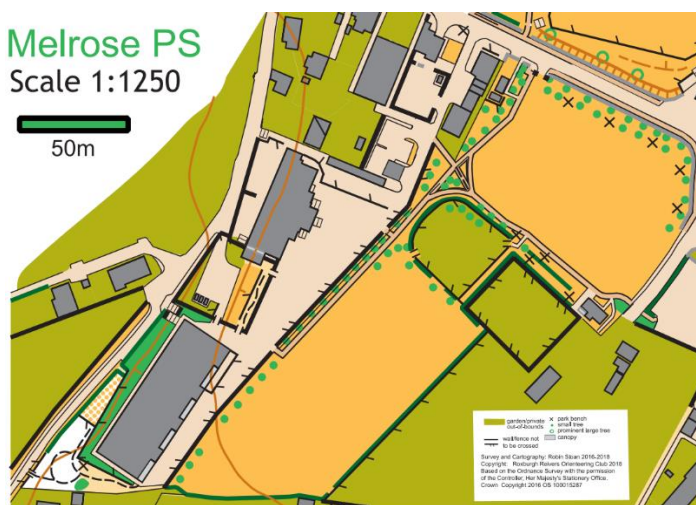 Melrose PS
Scale 1:1250
50m
garden/private
out-of-bounds
wall/fence not
to be crossed
park bench
small tree
prominent large tree
canopy
Survey and Cartography: Robin Sloan 2016-2018
Copyright: Roxburgh Reivers Orienteering Club 2018
Based on the Ordnance Survey with the permission
of the Controller, Her Majesty's Stationery Office.
Crown Copyright 2016 OS 100015287